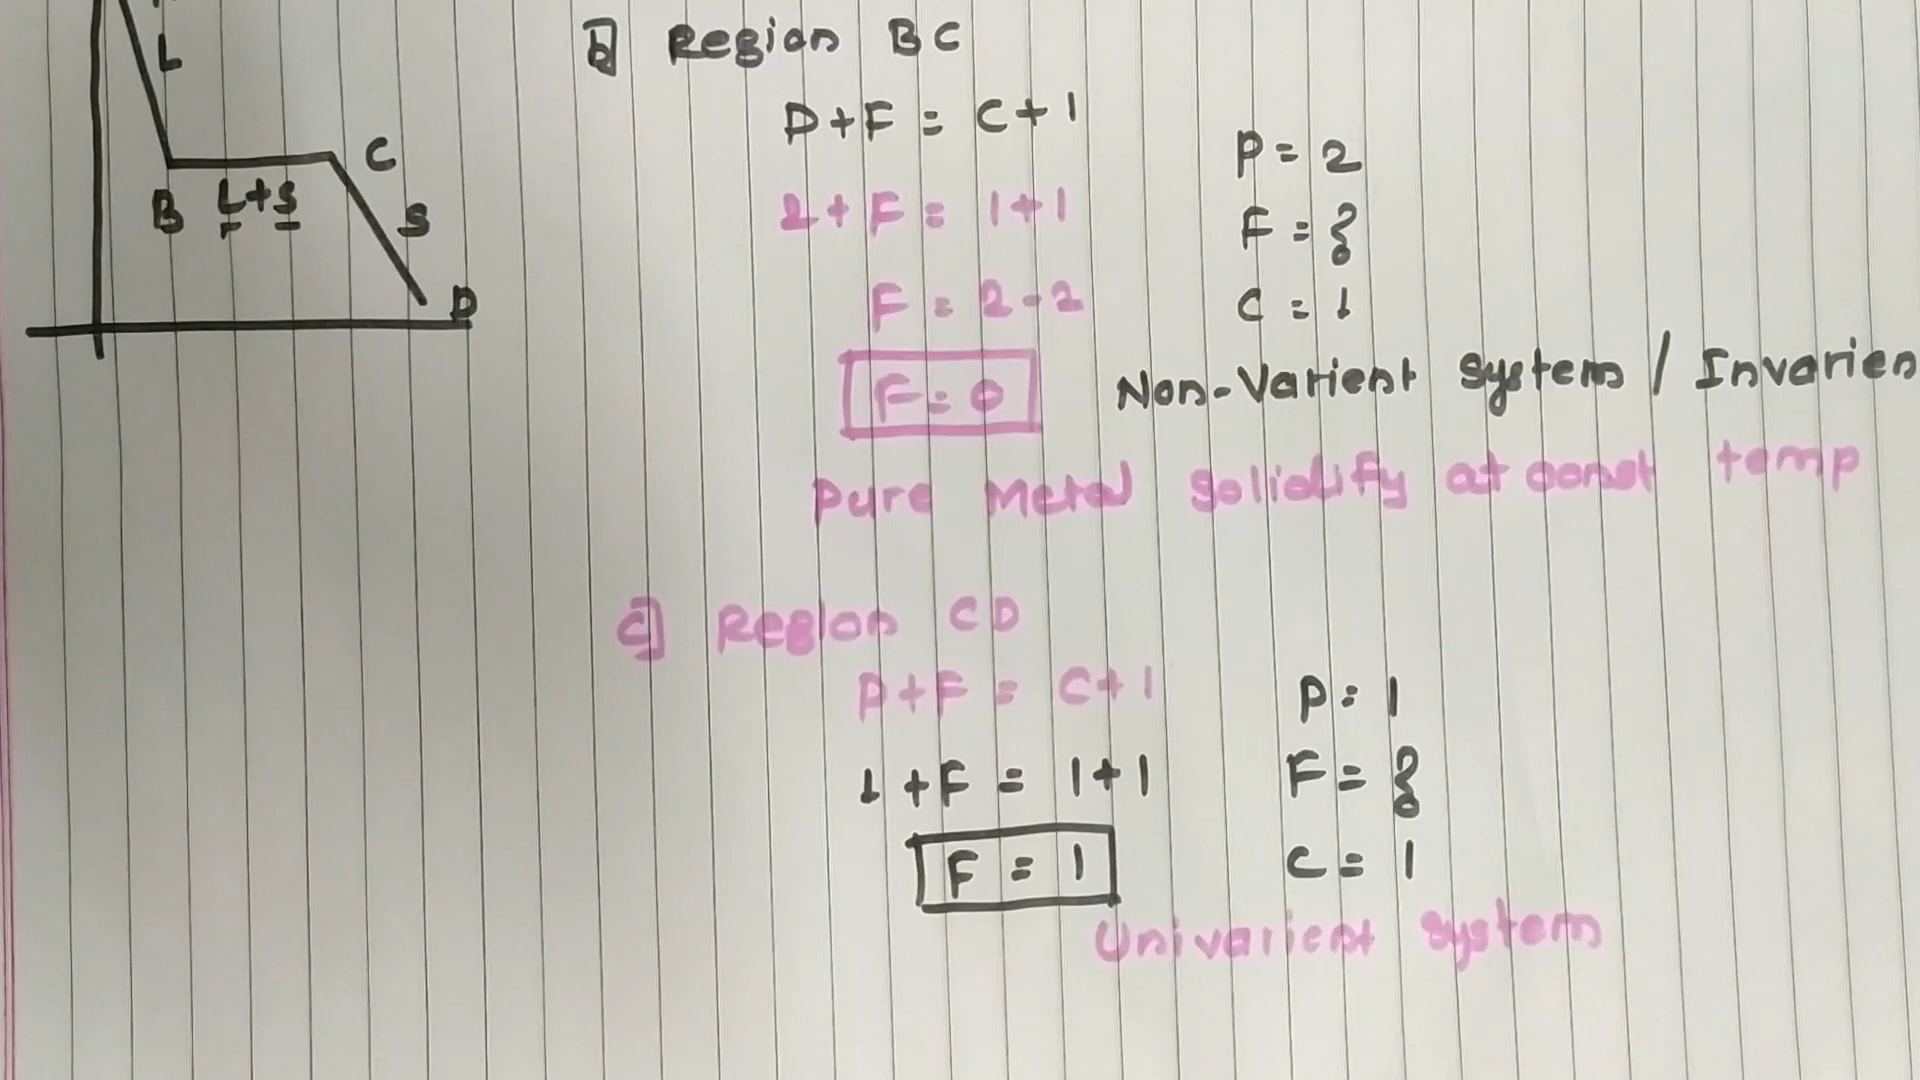 L
B
L+S
C
S
D
b] Region BC
P+F = C+1
P = 2
2+F = 1+1
F = ?
F = 2-2
C = 1
F = 0
Non-Varient system / Invarien
Pure Metal Solidify at const temp
c] Region CD
P+F = C+1
P = 1
1+F = 1+1
F = ?
F = 1
C = 1
Univarient system